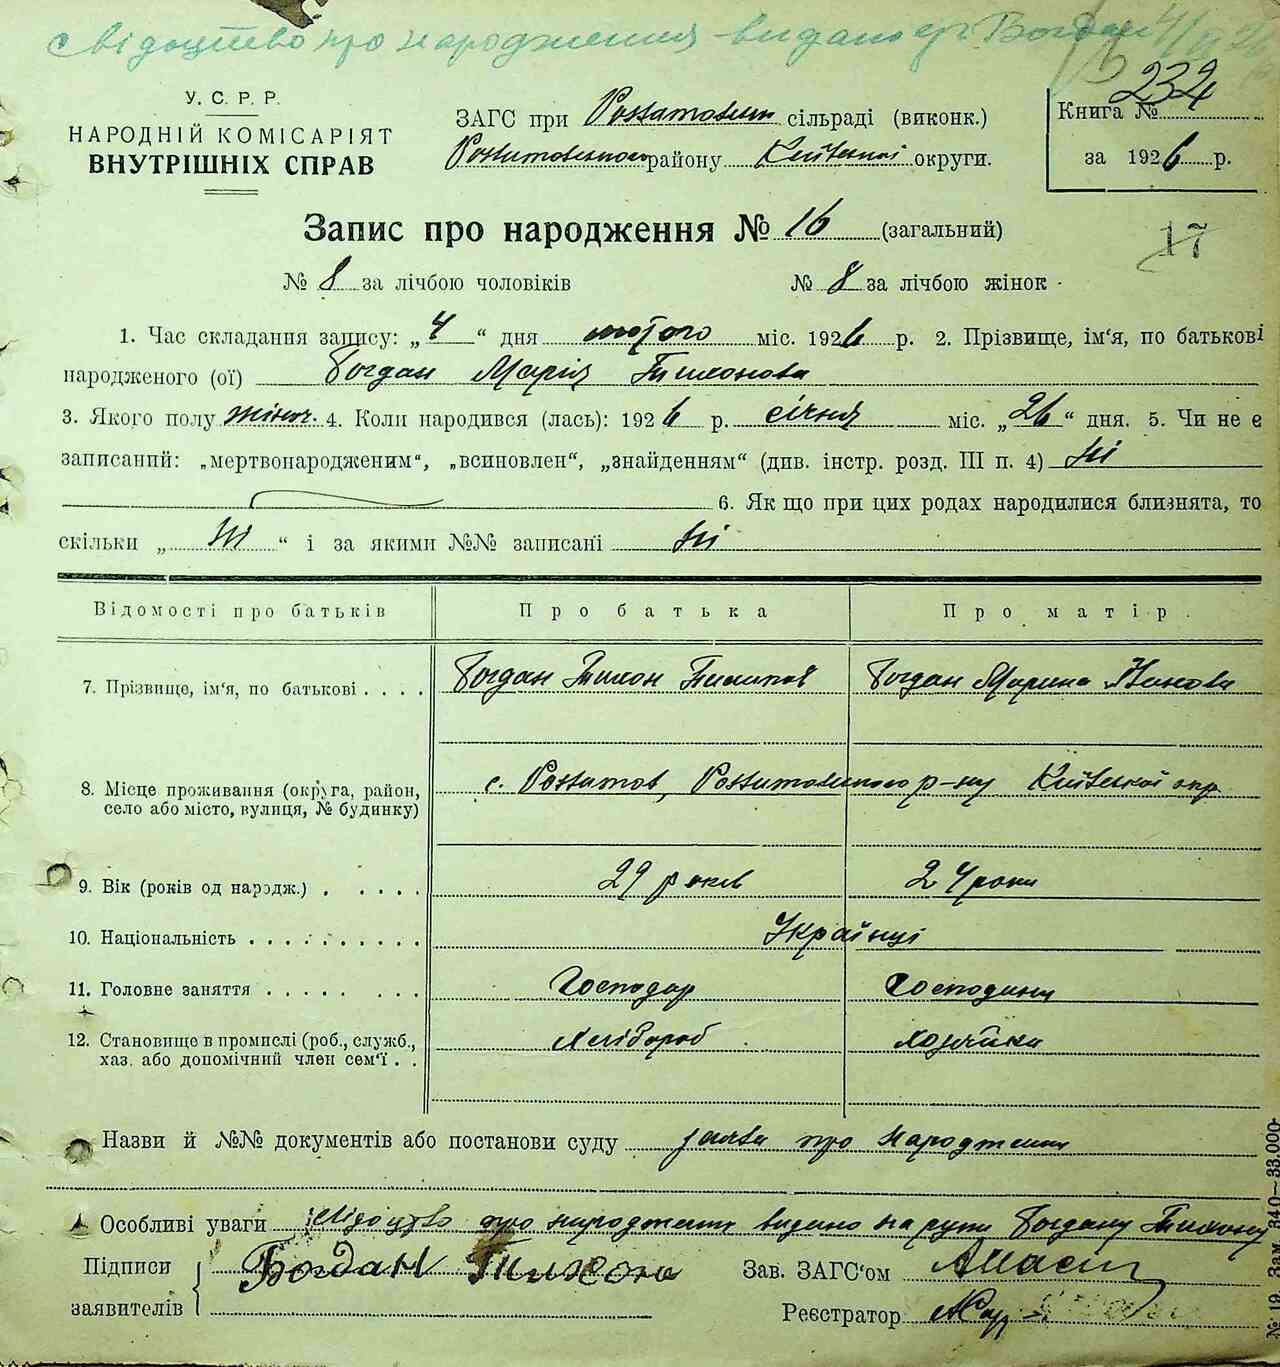 свідоцтво про народження видано гр. Богдан
У. С. Р. Р.
НАРОДНІЙ КОМІСАРІЯТ
ВНУТРІШНІХ СПРАВ
ЗАГС при сільраді (виконк.)
району Київської округи.
Книга № 232
за 1926 р.
Запис про народження № 16 (загальний)
17
№ 8 за лічбою чоловіків № 8 за лічбою жінок
1. Час складання запису: „4“ дня лютого міс. 1926 р. 2. Прізвище, ім'я, по батькові
народженого (ої) Богдан Марія Тихонова
3. Якого полу жіноч. 4. Коли народився (лась): 1926 р. січня міс. „26“ дня. 5. Чи не є
записаний: „мертвонародженим“, „всиновлен“, „знайденням“ (див. інстр. розд. III п. 4) ні
6. Як що при цих родах народилися близнята, то
скільки „ні“ і за якими №№ записані ні
Відомості про батьків Про батька Про матір
7. Прізвище, ім'я, по батькові . . . . Богдан Тихон Богдан Марина
8. Місце проживання (округа, район, село або місто, вулиця, № будинку) с. р-ну Київської окр.
9. Вік (років од народж.) . . . . . 29 років 24 роки
10. Національність . . . . . . . . . . Українці
11. Головне заняття . . . . . . . Господар Господиня
12. Становище в промислі (роб., служб., хаз. або допомічний член сем'ї . . Хлібороб хозяйка
Назви й №№ документів або постанови суду заява про народження
Особливі уваги свідоцтво про народження видано на руки Богдану Тихону
Підписи заявителів Богдан Тихон Зав. ЗАГС'ом
Реєстратор
№ 19. Зам. 340—33.000